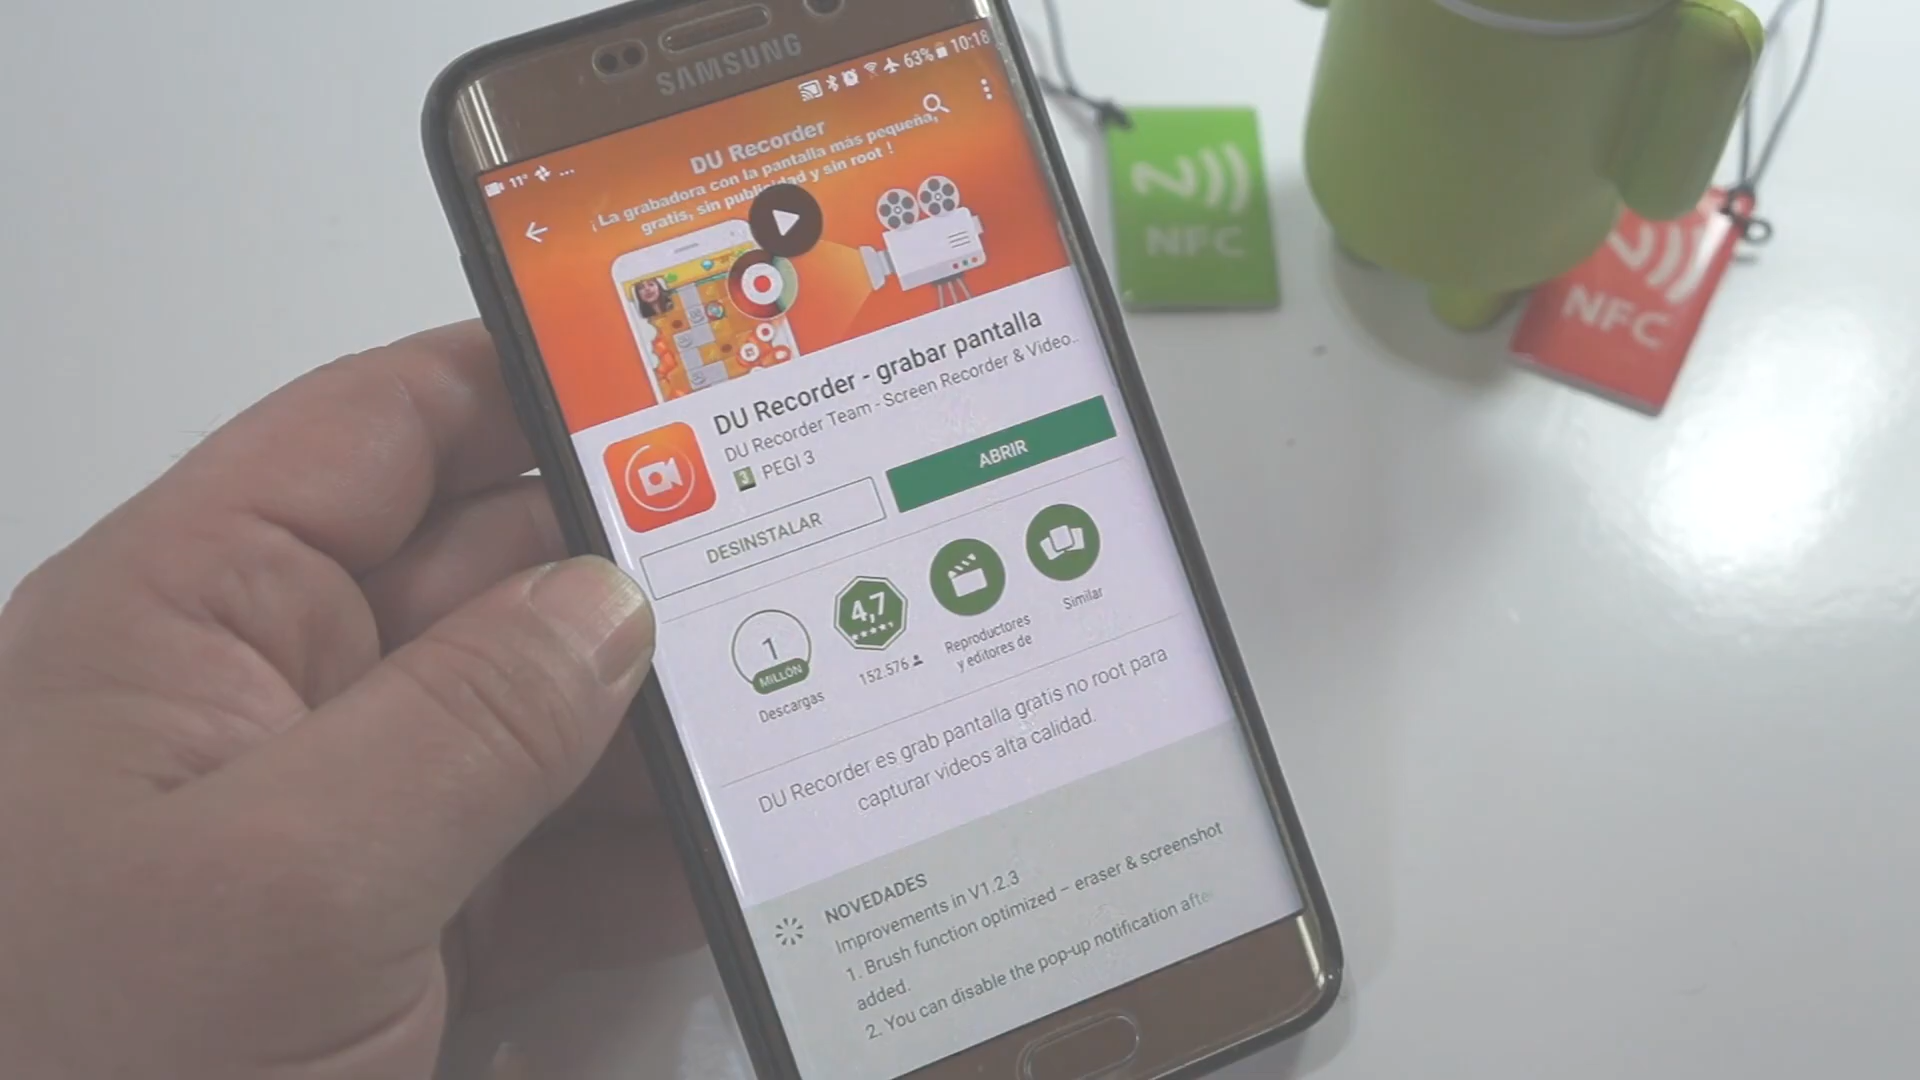 SAMSUNG
63% 10:18
11° ...
DU Recorder
¡La grabadora con la pantalla más pequeña,
gratis, sin publicidad y sin root !
DU Recorder - grabar pantalla
DU Recorder Team - Screen Recorder & Video..
3 PEGI 3
DESINSTALAR
ABRIR
1
MILLÓN
Descargas
4,7
152.576
Reproductores
y editores de
Similar
DU Recorder es grab pantalla gratis no root para
capturar videos alta calidad.
NOVEDADES
Improvements in V1.2.3
1. Brush function optimized – eraser & screenshot
added.
2. You can disable the pop-up notification afte
NFC
NFC